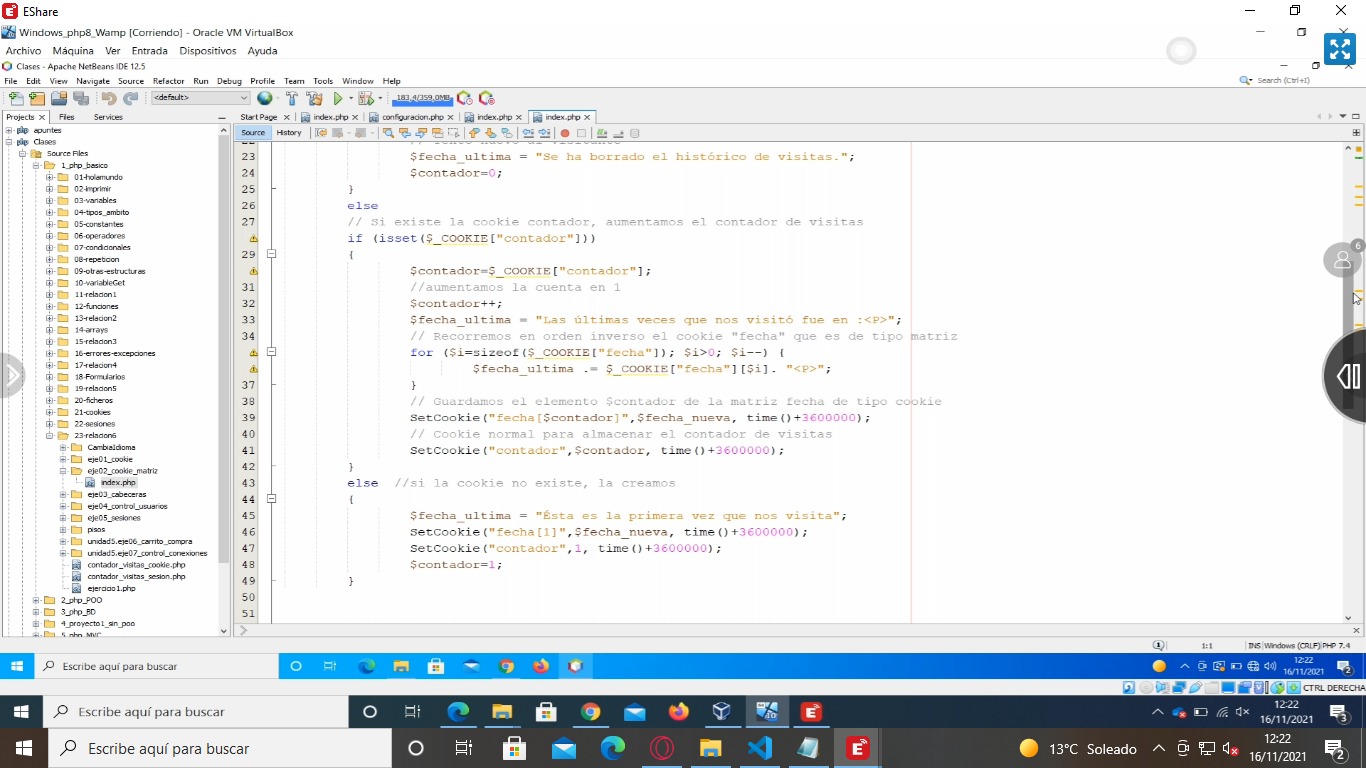 EShare
Windows_php8_Wamp [Corriendo] - Oracle VM VirtualBox
Archivo Máquina Ver Entrada Dispositivos Ayuda
Clases - Apache NetBeans IDE 12.5
File Edit View Navigate Source Refactor Run Debug Profile Team Tools Window Help
Search (Ctrl+I)
<default>
183,4/359,0MB
Projects Files Services
Start Page index.php configuracion.php index.php index.php
Source History
apuntes
Clases
Source Files
1_php_basico
01-holamundo
02-imprimir
03-variables
04-tipos_ambito
05-constantes
06-operadores
07-condicionales
08-repeticion
09-otras-estructuras
10-variableGet
11-relacion1
12-funciones
13-relacion2
14-arrays
15-relacion3
16-errores-excepciones
17-relacion4
18-Formularios
19-relacion5
20-ficheros
21-cookies
22-sesiones
23-relacion6
CambiaIdioma
eje01_cookie
eje02_cookie_matriz
index.php
eje03_cabeceras
eje04_control_usuarios
eje05_sesiones
pisos
unidad5.eje06_carrito_compra
unidad5.eje07_control_conexiones
contador_visitas_cookie.php
contador_visitas_sesion.php
ejercicio1.php
2_php_POO
3_php_BD
4_proyecto1_sin_poo
5_php_MVC
23 $fecha_ultima = "Se ha borrado el histórico de visitas.";
24 $contador=0;
25 }
26 else
27 // Si existe la cookie contador, aumentamos el contador de visitas
if (isset($_COOKIE["contador"]))
29 {
$contador=$_COOKIE["contador"];
31 //aumentamos la cuenta en 1
32 $contador++;
33 $fecha_ultima = "Las últimas veces que nos visitó fue en :<P>";
34 // Recorremos en orden inverso el cookie "fecha" que es de tipo matriz
for ($i=sizeof($_COOKIE["fecha"]); $i>0; $i--) {
$fecha_ultima .= $_COOKIE["fecha"][$i]. "<P>";
37 }
38 // Guardamos el elemento $contador de la matriz fecha de tipo cookie
39 SetCookie("fecha[$contador]",$fecha_nueva, time()+3600000);
40 // Cookie normal para almacenar el contador de visitas
41 SetCookie("contador",$contador, time()+3600000);
42 }
43 else //si la cookie no existe, la creamos
44 {
45 $fecha_ultima = "Ésta es la primera vez que nos visita";
46 SetCookie("fecha[1]",$fecha_nueva, time()+3600000);
47 SetCookie("contador",1, time()+3600000);
48 $contador=1;
49 }
50
51
6
1 1:1 INS Windows (CRLF) PHP 7.4
Escribe aquí para buscar
12:22
16/11/2021
2
CTRL DERECHA
Escribe aquí para buscar
12:22
16/11/2021
3
Escribe aquí para buscar
13°C Soleado
12:22
16/11/2021
2